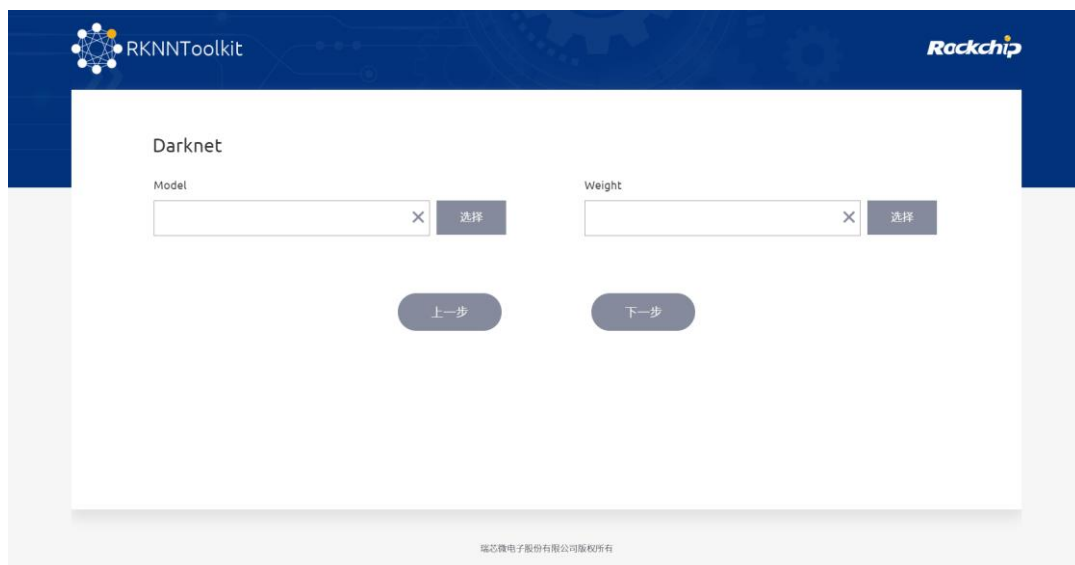 RKNNToolkit
Rockchip
Darknet
Model
Weight
选择
选择
上一步
下一步
瑞芯微电子股份有限公司版权所有